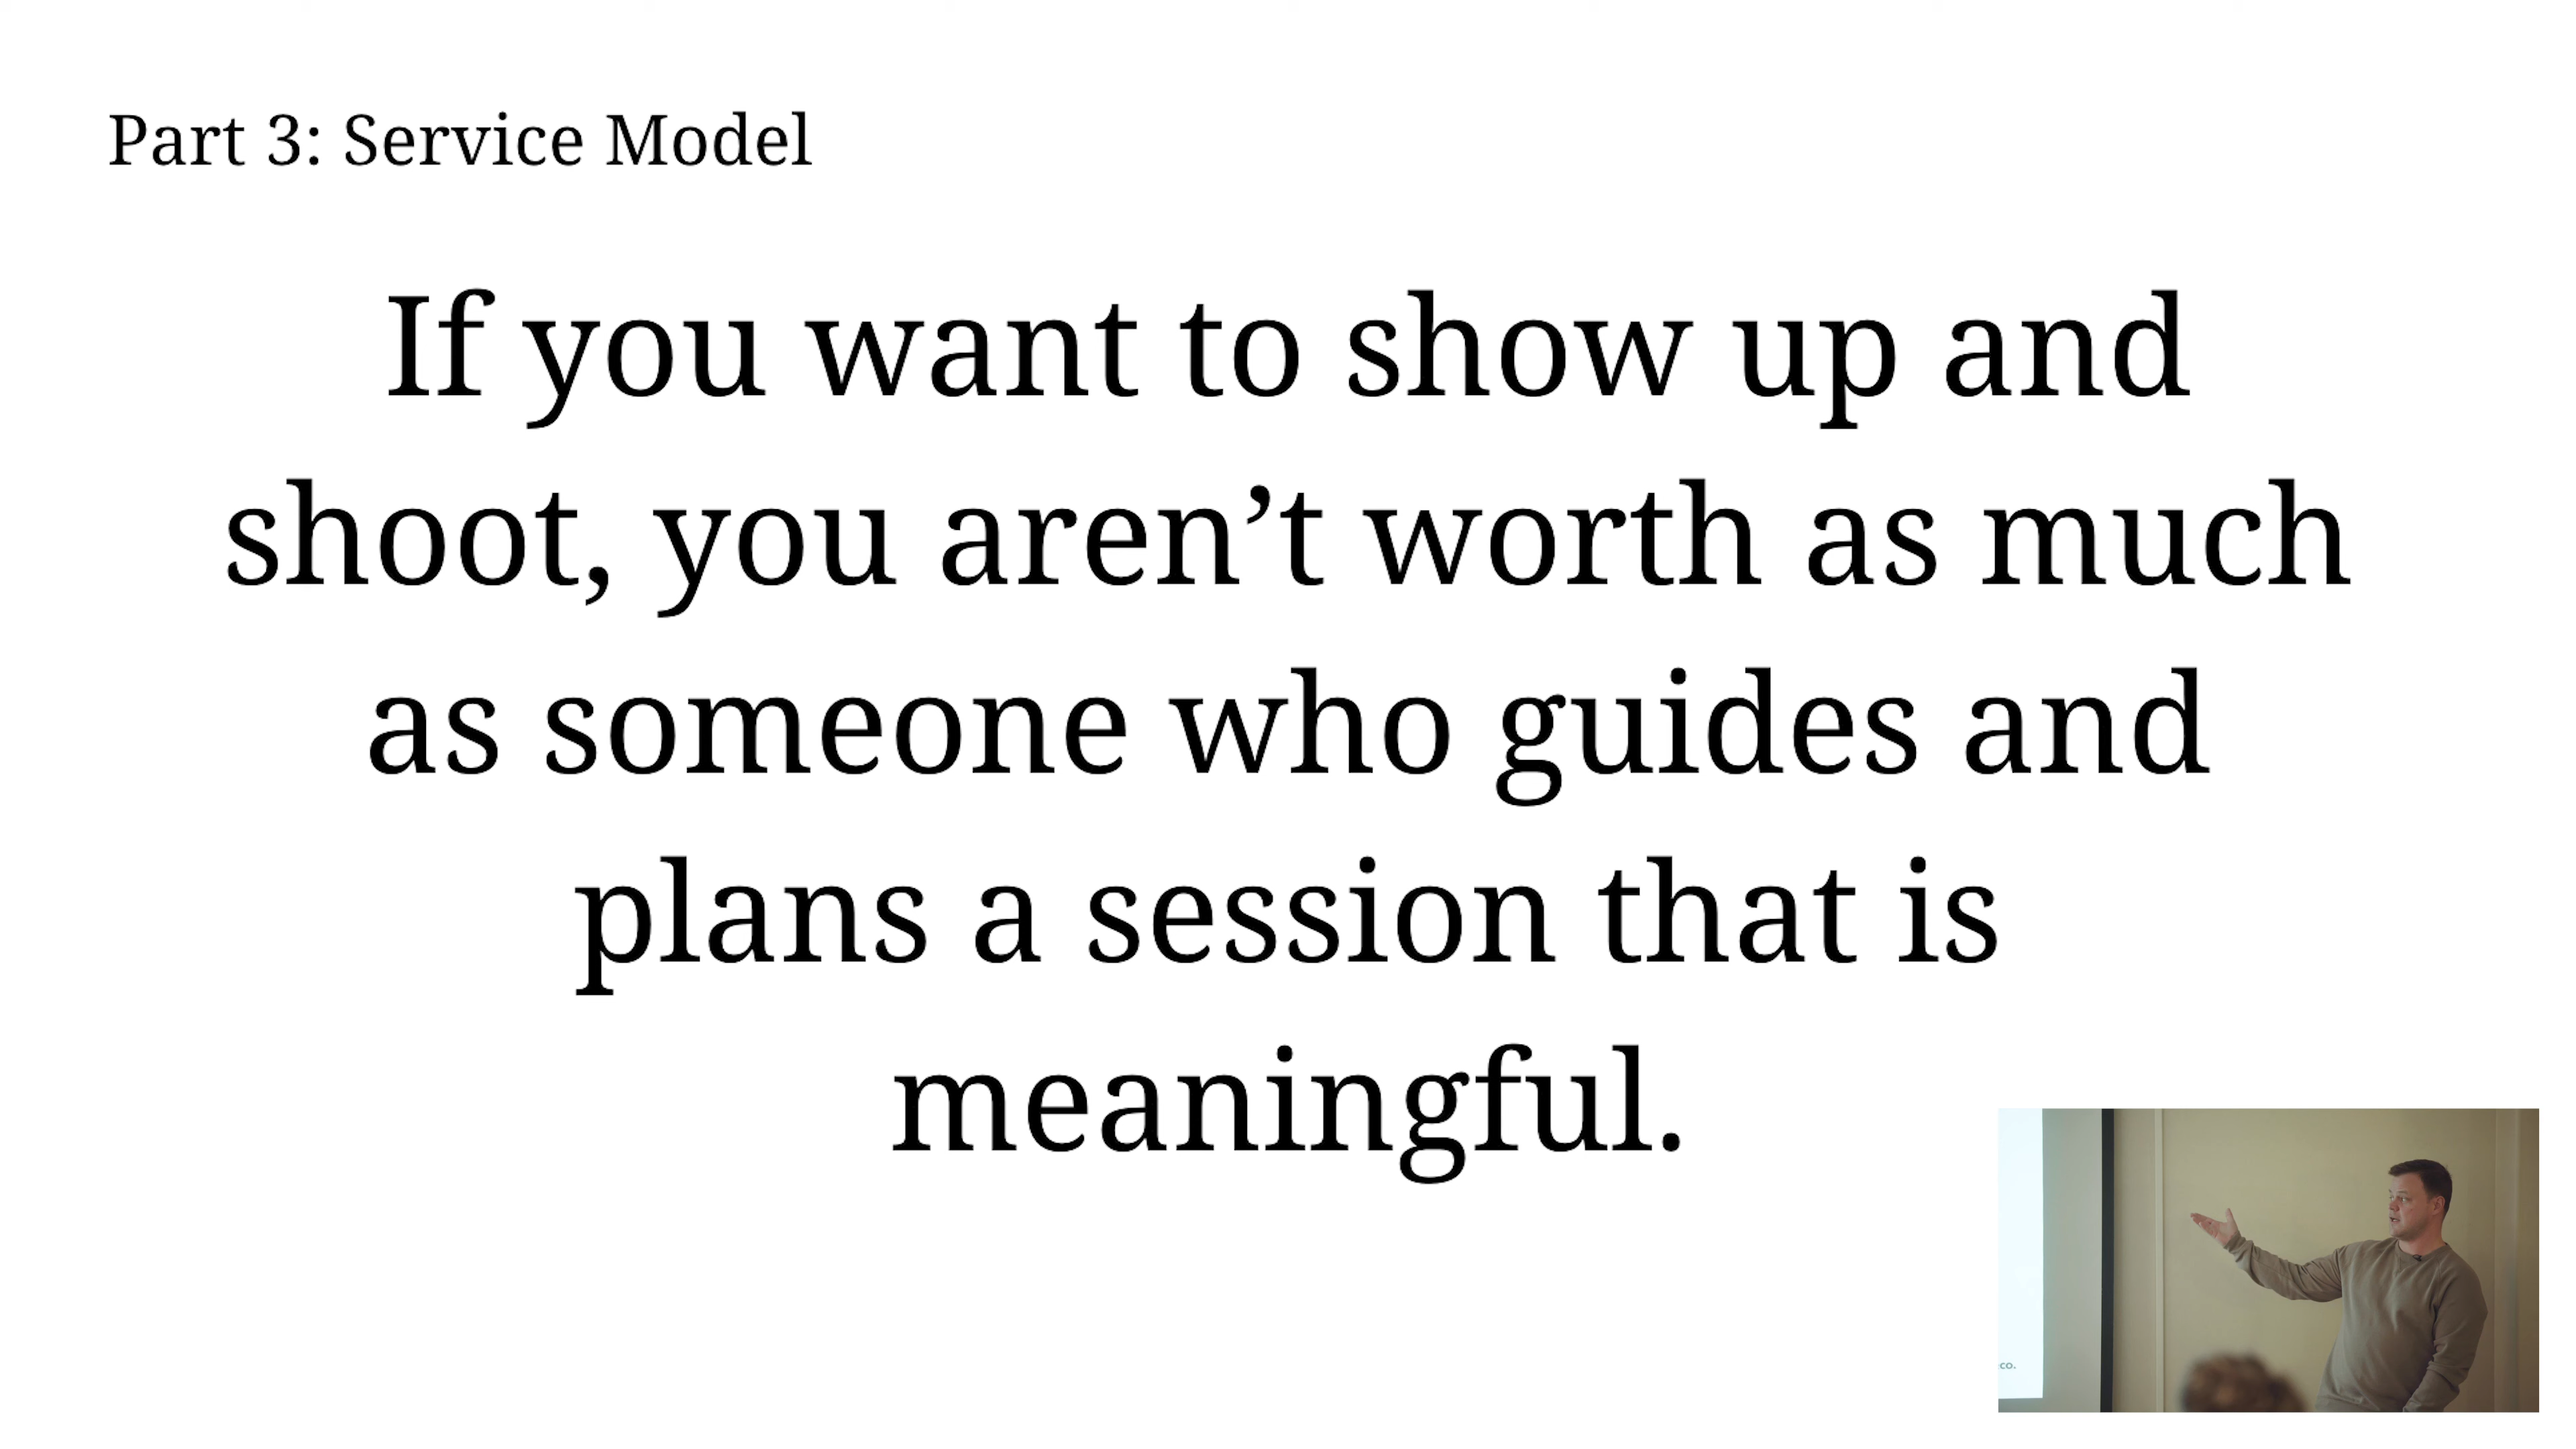 Part 3: Service Model
If you want to show up and
shoot, you aren’t worth as much
as someone who guides and
plans a session that is
meaningful.
co.